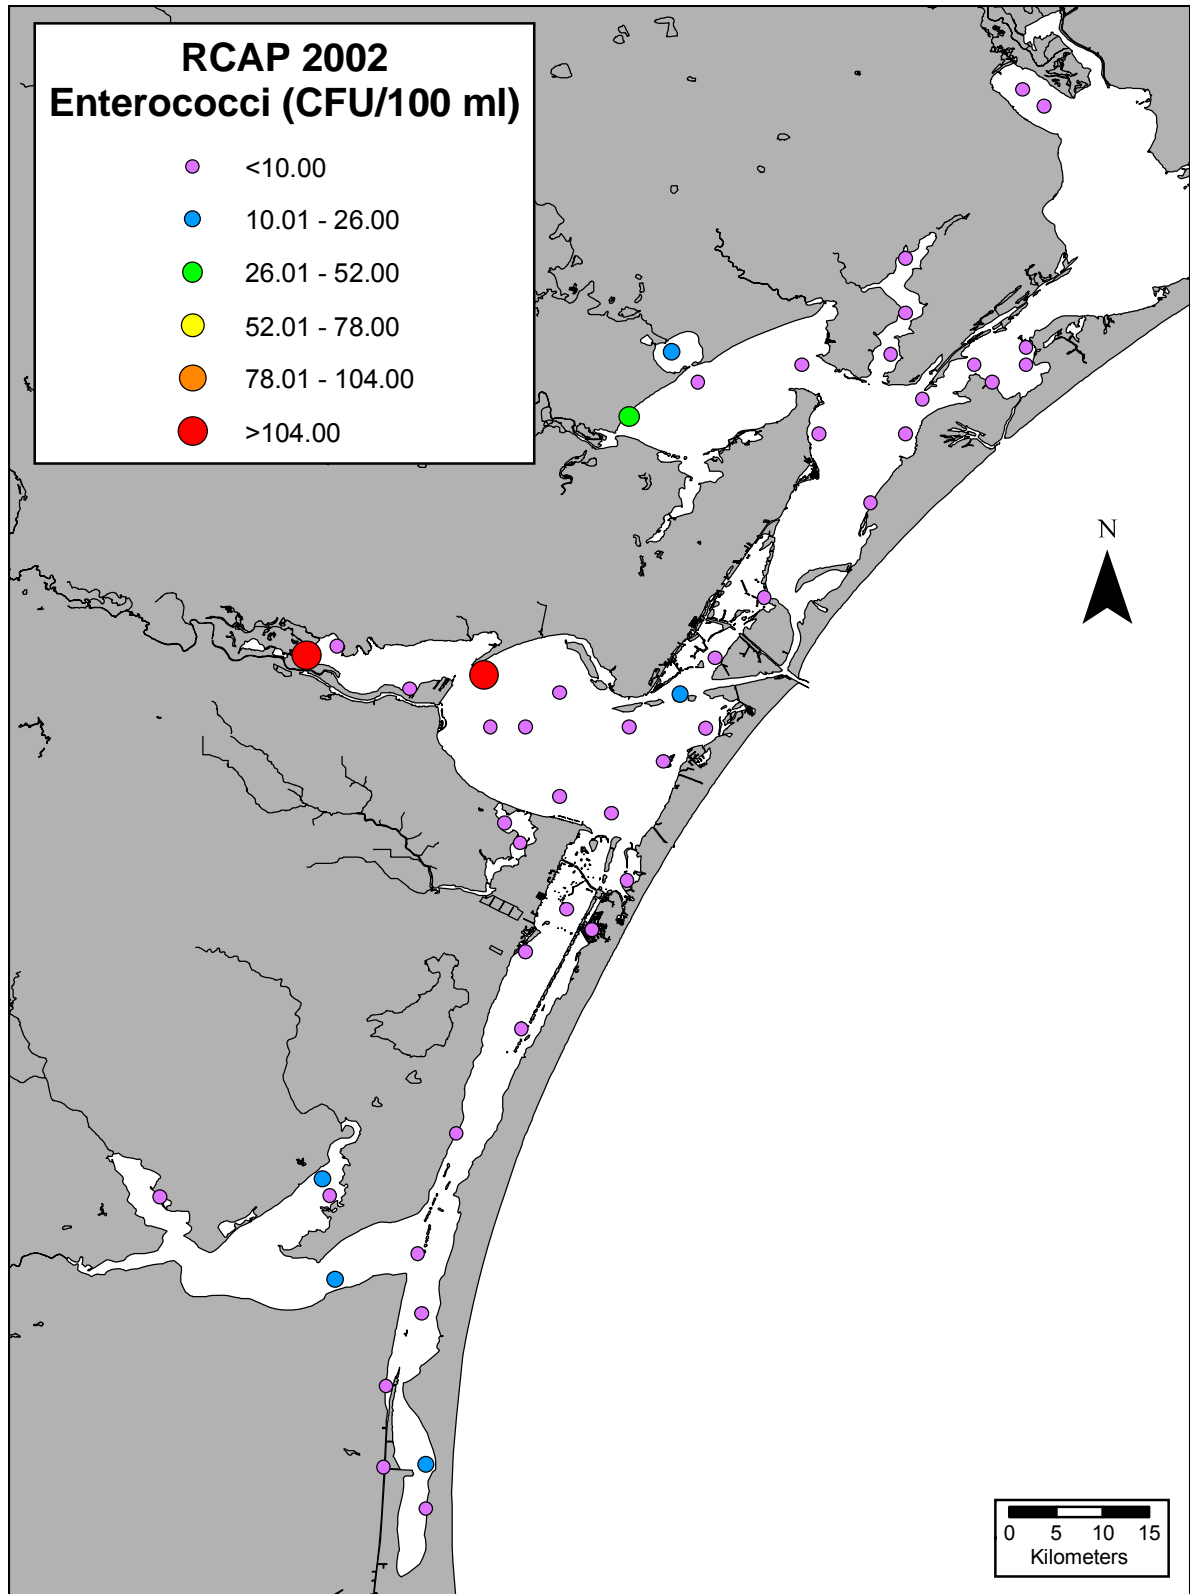 RCAP 2002
Enterococci (CFU/100 ml)
<10.00
10.01 - 26.00
26.01 - 52.00
52.01 - 78.00
78.01 - 104.00
>104.00
N
0 5 10 15
Kilometers